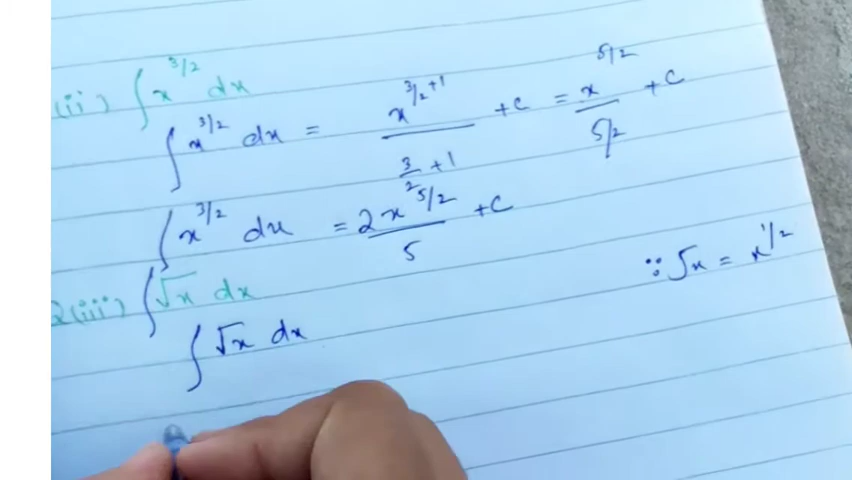 (ii) ∫ x^{3/2} dx
∫ x^{3/2} dx = x^{3/2+1} / (3/2 + 1) + c = x^{5/2} / (5/2) + c
∫ x^{3/2} dx = 2x^{5/2} / 5 + c
2(iii) ∫ √x dx
∵ √x = x^{1/2}
∫ √x dx